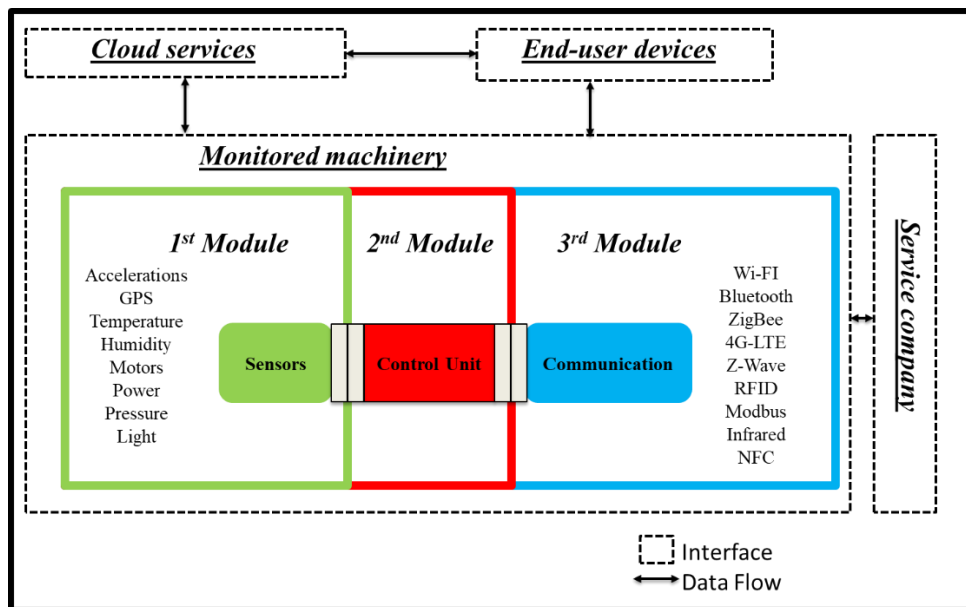 Cloud services
End-user devices
Monitored machinery
1st Module
2nd Module
3rd Module
Accelerations
GPS
Temperature
Humidity
Motors
Power
Pressure
Light
Sensors
Control Unit
Communication
Wi-FI
Bluetooth
ZigBee
4G-LTE
Z-Wave
RFID
Modbus
Infrared
NFC
Service company
Interface
Data Flow